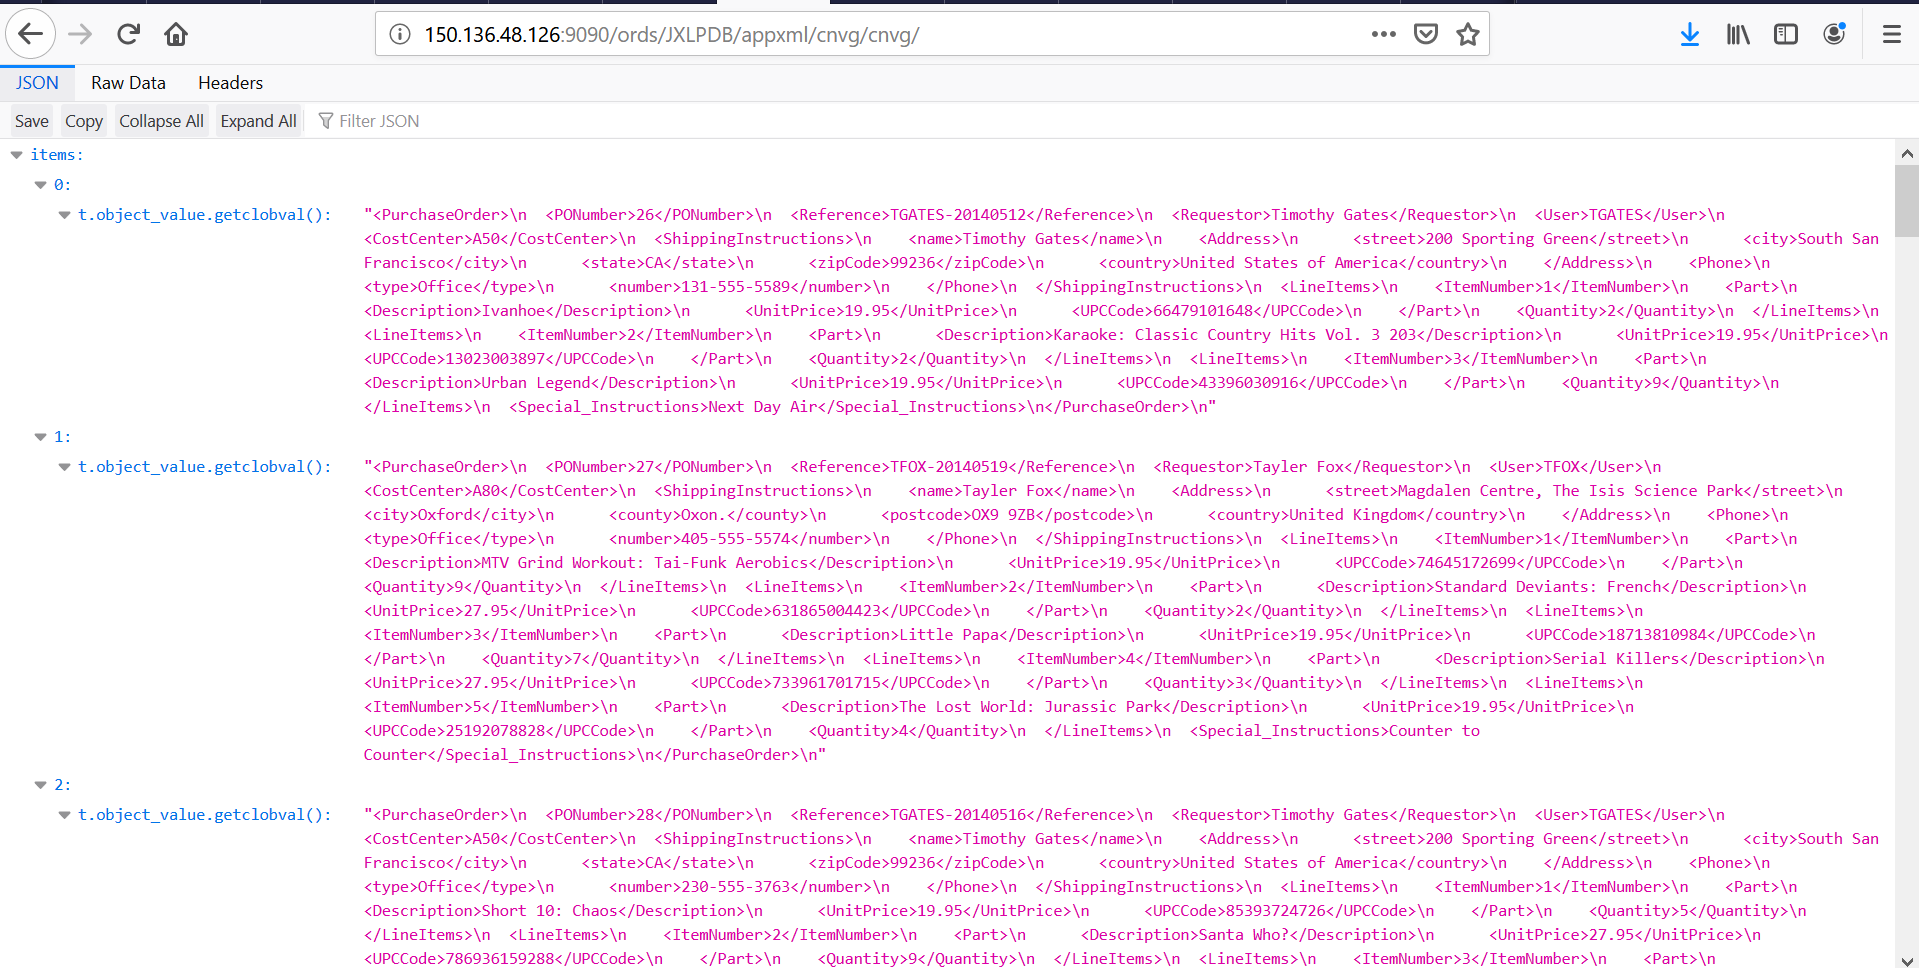 150.136.48.126:9090/ords/JXLPDB/appxml/cnvg/cnvg/
JSON Raw Data Headers
Save Copy Collapse All Expand All Filter JSON
items:
0:
t.object_value.getclobval(): "<PurchaseOrder>\n <PONumber>26</PONumber>\n <Reference>TGATES-20140512</Reference>\n <Requestor>Timothy Gates</Requestor>\n <User>TGATES</User>\n
<CostCenter>A50</CostCenter>\n <ShippingInstructions>\n <name>Timothy Gates</name>\n <Address>\n <street>200 Sporting Green</street>\n <city>South San
Francisco</city>\n <state>CA</state>\n <zipCode>99236</zipCode>\n <country>United States of America</country>\n </Address>\n <Phone>\n
<type>Office</type>\n <number>131-555-5589</number>\n </Phone>\n </ShippingInstructions>\n <LineItems>\n <ItemNumber>1</ItemNumber>\n <Part>\n
<Description>Ivanhoe</Description>\n <UnitPrice>19.95</UnitPrice>\n <UPCCode>66479101648</UPCCode>\n </Part>\n <Quantity>2</Quantity>\n </LineItems>\n
<LineItems>\n <ItemNumber>2</ItemNumber>\n <Part>\n <Description>Karaoke: Classic Country Hits Vol. 3 203</Description>\n <UnitPrice>19.95</UnitPrice>\n
<UPCCode>13023003897</UPCCode>\n </Part>\n <Quantity>2</Quantity>\n </LineItems>\n <LineItems>\n <ItemNumber>3</ItemNumber>\n <Part>\n
<Description>Urban Legend</Description>\n <UnitPrice>19.95</UnitPrice>\n <UPCCode>43396030916</UPCCode>\n </Part>\n <Quantity>9</Quantity>\n
</LineItems>\n <Special_Instructions>Next Day Air</Special_Instructions>\n</PurchaseOrder>\n"
1:
t.object_value.getclobval(): "<PurchaseOrder>\n <PONumber>27</PONumber>\n <Reference>TFOX-20140519</Reference>\n <Requestor>Tayler Fox</Requestor>\n <User>TFOX</User>\n
<CostCenter>A80</CostCenter>\n <ShippingInstructions>\n <name>Tayler Fox</name>\n <Address>\n <street>Magdalen Centre, The Isis Science Park</street>\n
<city>Oxford</city>\n <county>Oxon.</county>\n <postcode>OX9 9ZB</postcode>\n <country>United Kingdom</country>\n </Address>\n <Phone>\n
<type>Office</type>\n <number>405-555-5574</number>\n </Phone>\n </ShippingInstructions>\n <LineItems>\n <ItemNumber>1</ItemNumber>\n <Part>\n
<Description>MTV Grind Workout: Tai-Funk Aerobics</Description>\n <UnitPrice>19.95</UnitPrice>\n <UPCCode>74645172699</UPCCode>\n </Part>\n
<Quantity>9</Quantity>\n </LineItems>\n <LineItems>\n <ItemNumber>2</ItemNumber>\n <Part>\n <Description>Standard Deviants: French</Description>\n
<UnitPrice>27.95</UnitPrice>\n <UPCCode>631865004423</UPCCode>\n </Part>\n <Quantity>2</Quantity>\n </LineItems>\n <LineItems>\n
<ItemNumber>3</ItemNumber>\n <Part>\n <Description>Little Papa</Description>\n <UnitPrice>19.95</UnitPrice>\n <UPCCode>18713810984</UPCCode>\n
</Part>\n <Quantity>7</Quantity>\n </LineItems>\n <LineItems>\n <ItemNumber>4</ItemNumber>\n <Part>\n <Description>Serial Killers</Description>\n
<UnitPrice>27.95</UnitPrice>\n <UPCCode>733961701715</UPCCode>\n </Part>\n <Quantity>3</Quantity>\n </LineItems>\n <LineItems>\n
<ItemNumber>5</ItemNumber>\n <Part>\n <Description>The Lost World: Jurassic Park</Description>\n <UnitPrice>19.95</UnitPrice>\n
<UPCCode>25192078828</UPCCode>\n </Part>\n <Quantity>4</Quantity>\n </LineItems>\n <Special_Instructions>Counter to
Counter</Special_Instructions>\n</PurchaseOrder>\n"
2:
t.object_value.getclobval(): "<PurchaseOrder>\n <PONumber>28</PONumber>\n <Reference>TGATES-20140516</Reference>\n <Requestor>Timothy Gates</Requestor>\n <User>TGATES</User>\n
<CostCenter>A50</CostCenter>\n <ShippingInstructions>\n <name>Timothy Gates</name>\n <Address>\n <street>200 Sporting Green</street>\n <city>South San
Francisco</city>\n <state>CA</state>\n <zipCode>99236</zipCode>\n <country>United States of America</country>\n </Address>\n <Phone>\n
<type>Office</type>\n <number>230-555-3763</number>\n </Phone>\n </ShippingInstructions>\n <LineItems>\n <ItemNumber>1</ItemNumber>\n <Part>\n
<Description>Short 10: Chaos</Description>\n <UnitPrice>19.95</UnitPrice>\n <UPCCode>85393724726</UPCCode>\n </Part>\n <Quantity>5</Quantity>\n
</LineItems>\n <LineItems>\n <ItemNumber>2</ItemNumber>\n <Part>\n <Description>Santa Who?</Description>\n <UnitPrice>27.95</UnitPrice>\n
<UPCCode>786936159288</UPCCode>\n </Part>\n <Quantity>9</Quantity>\n </LineItems>\n <LineItems>\n <ItemNumber>3</ItemNumber>\n <Part>\n